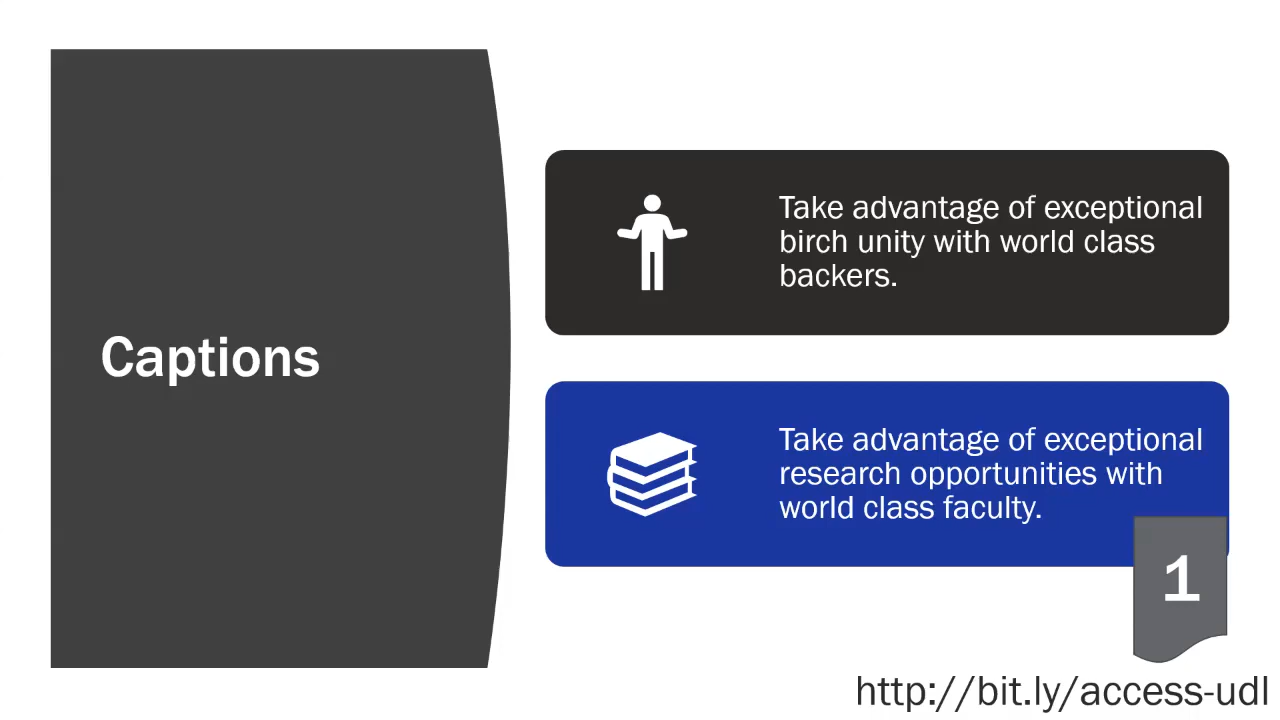 Captions
Take advantage of exceptional
birch unity with world class
backers.
Take advantage of exceptional
research opportunities with
world class faculty.
1
http://bit.ly/access-udl